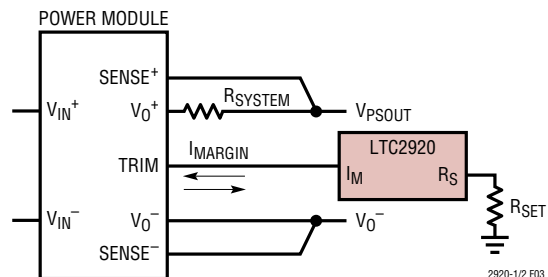 POWER MODULE
SENSE+
VIN+
VO+
RSYSTEM
VPSOUT
TRIM
IMARGIN
LTC2920
IM
RS
RSET
VIN–
VO–
VO–
SENSE–
2920-1/2 F03